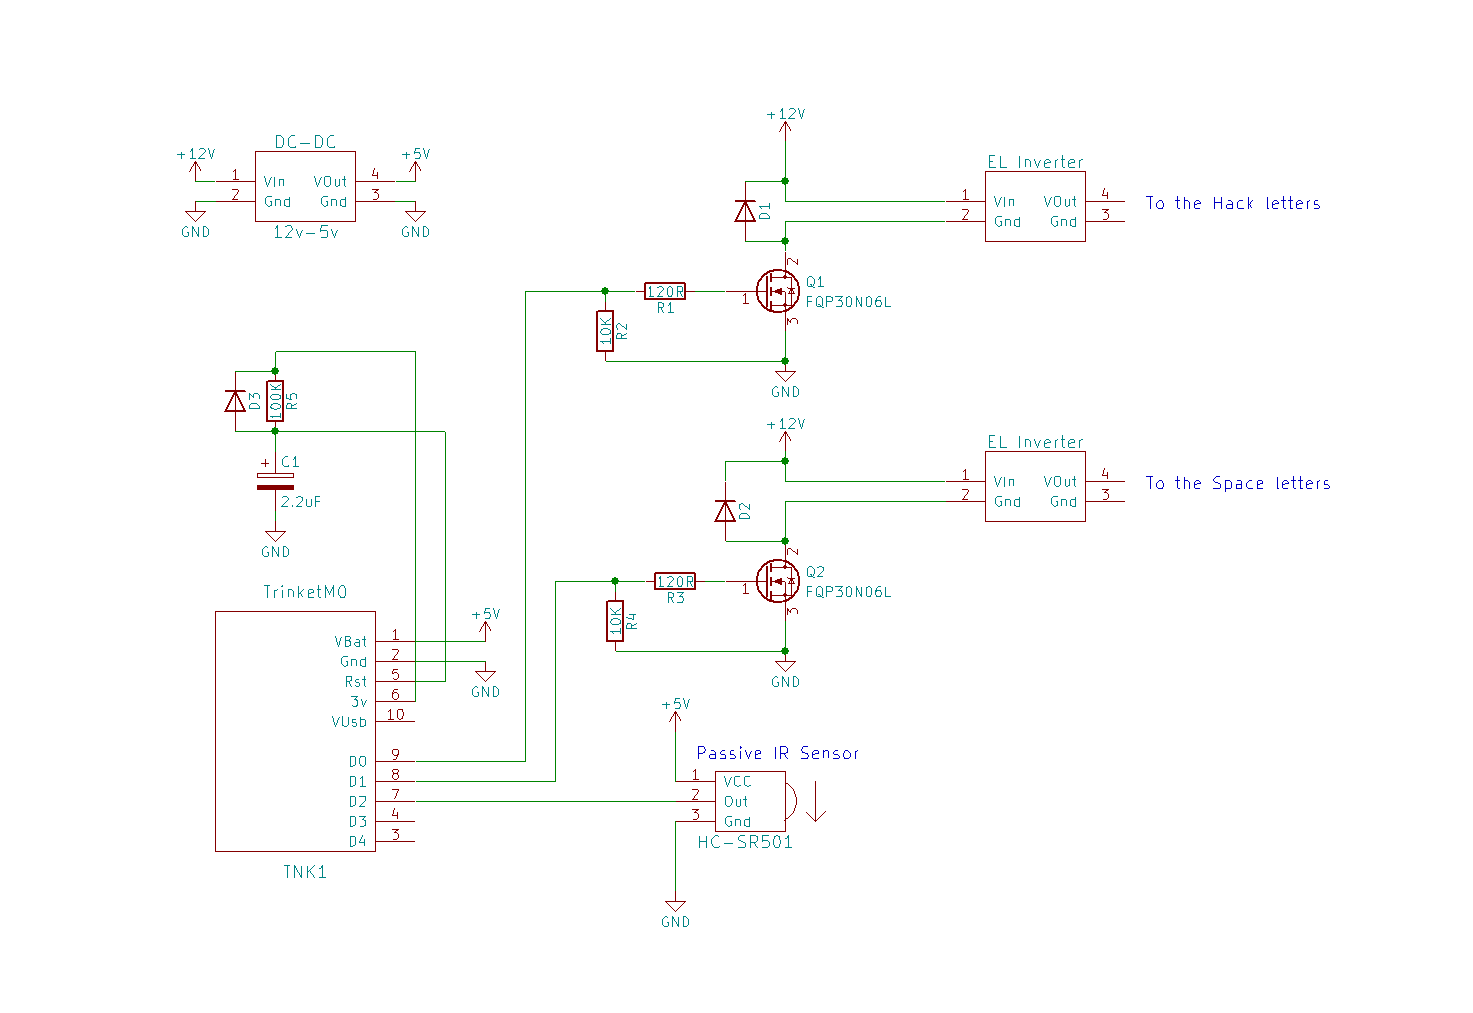 +12V
DC-DC
+12V
+5V
1
VIn
VOut
4
2
Gnd
Gnd
3
GND
12v-5v
GND
EL Inverter
1
VIn
VOut
4
To the Hack letters
2
Gnd
Gnd
3
D1
2
Q1
FQP30N06L
120R
R1
1
3
10K
R2
GND
D3
100K
R5
+
C1
2.2uF
GND
+12V
EL Inverter
1
VIn
VOut
4
To the Space letters
2
Gnd
Gnd
3
D2
2
Q2
FQP30N06L
120R
R3
1
3
10K
R4
GND
TrinketM0
+5V
VBat
1
Gnd
2
Rst
5
3v
6
VUsb
10
D0
9
D1
8
D2
7
D3
4
D4
3
TNK1
GND
+5V
Passive IR Sensor
1
VCC
2
Out
3
Gnd
HC-SR501
GND